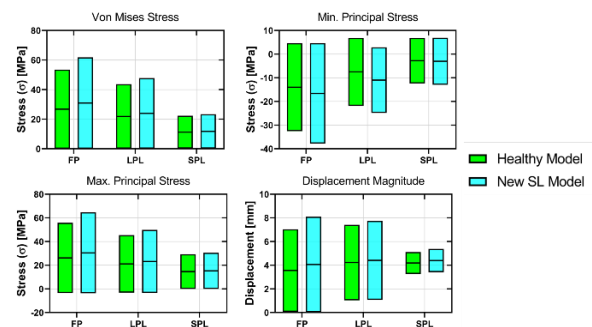 Von Mises Stress
Stress (σ) [MPa]
80
60
40
20
0
FP LPL SPL
Min. Principal Stress
Stress (σ) [MPa]
10
0
-10
-20
-30
-40
FP LPL SPL
Healthy Model
New SL Model
Max. Principal Stress
Stress (σ) [MPa]
80
60
40
20
0
-20
FP LPL SPL
Displacement Magnitude
Displacement [mm]
10
8
6
4
2
0
FP LPL SPL